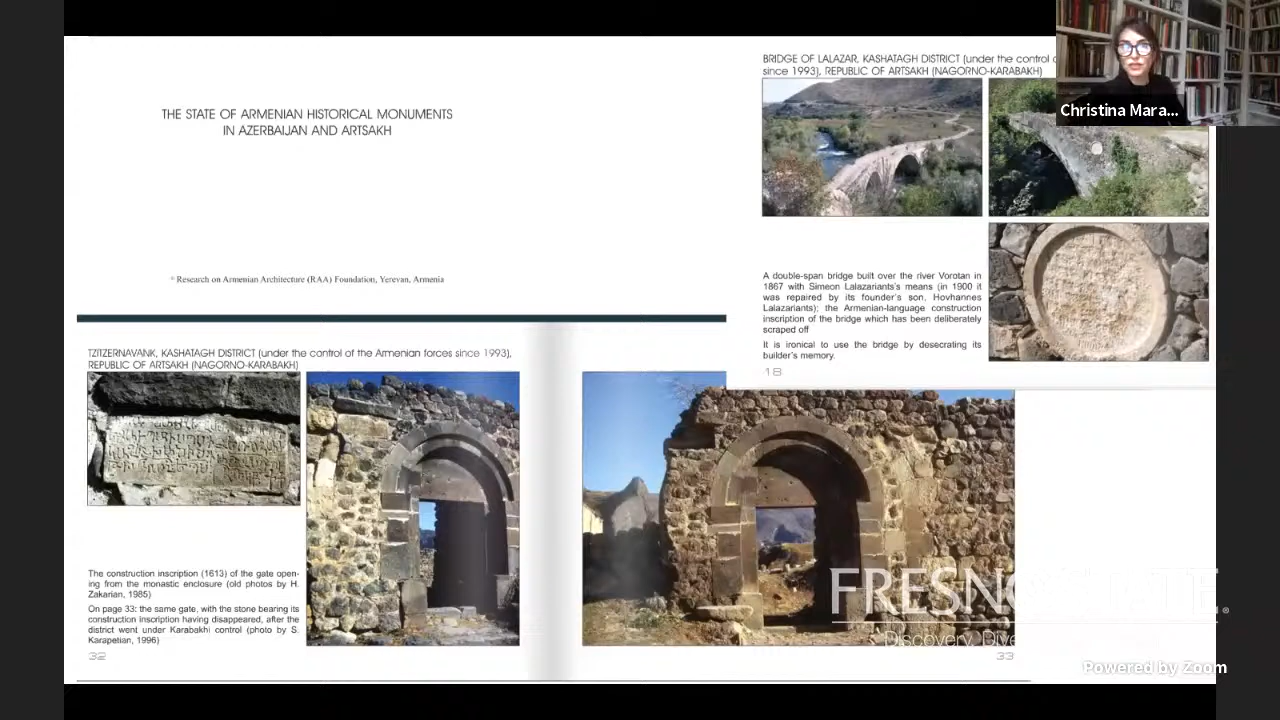 THE STATE OF ARMENIAN HISTORICAL MONUMENTS
IN AZERBAIJAN AND ARTSAKH
© Research on Armenian Architecture (RAA) Foundation, Yerevan, Armenia
BRIDGE OF LALAZAR, KASHATAGH DISTRICT (under the control
since 1993), REPUBLIC OF ARTSAKH (NAGORNO-KARABAKH)
Christina Mara...
A double-span bridge built over the river Vorotan in
1867 with Simeon Lalazariants's means (in 1900 it
was repaired by its founder's son, Hovhannes
Lalazariants); the Armenian-language construction
inscription of the bridge which has been deliberately
scraped off
It is ironical to use the bridge by desecrating its
builder's memory.
18
TZITZERNAVANK, KASHATAGH DISTRICT (under the control of the Armenian forces since 1993),
REPUBLIC OF ARTSAKH (NAGORNO-KARABAKH)
The construction inscription (1613) of the gate open-
ing from the monastic enclosure (old photos by H.
Zakarian, 1985)
On page 33: the same gate, with the stone bearing its
construction inscription having disappeared, after the
district went under Karabakhi control (photo by S.
Karapetian, 1996)
32
33
FRESNO STATE
Discovery. Dive
Powered by Zoom